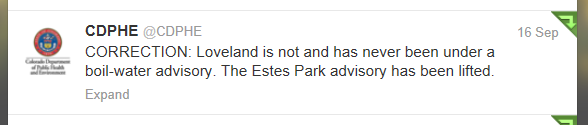 CDPHE @CDPHE 16 Sep
CORRECTION: Loveland is not and has never been under a
boil-water advisory. The Estes Park advisory has been lifted.
Expand
Colorado Department
of Public Health
and Environment